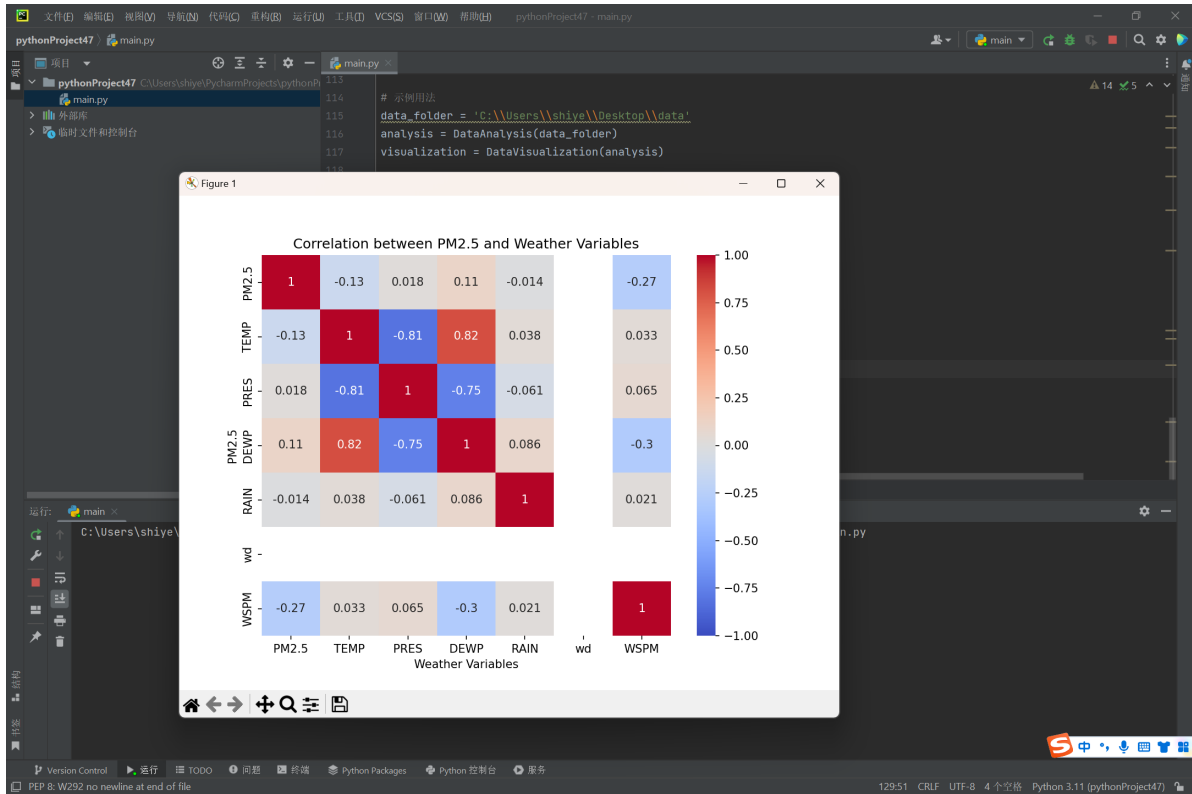 文件(F) 编辑(E) 视图(V) 导航(N) 代码(C) 重构(R) 运行(U) 工具(T) VCS(S) 窗口(W) 帮助(H) pythonProject47 - main.py
pythonProject47 main.py
main
项目
main.py
pythonProject47 C:\Users\shiye\PycharmProjects\pythonP
main.py
外部库
临时文件和控制台
14 5
通知
113
114 # 示例用法
115 data_folder = 'C:\\Users\\shiye\\Desktop\\data'
116 analysis = DataAnalysis(data_folder)
117 visualization = DataVisualization(analysis)
118
Figure 1
Correlation between PM2.5 and Weather Variables
PM2.5 1 -0.13 0.018 0.11 -0.014 -0.27
TEMP -0.13 1 -0.81 0.82 0.038 0.033
PRES 0.018 -0.81 1 -0.75 -0.061 0.065
PM2.5
DEWP 0.11 0.82 -0.75 1 0.086 -0.3
RAIN -0.014 0.038 -0.061 0.086 1 0.021
wd
WSPM -0.27 0.033 0.065 -0.3 0.021 1
PM2.5 TEMP PRES DEWP RAIN wd WSPM
Weather Variables
1.00
0.75
0.50
0.25
0.00
−0.25
−0.50
−0.75
−1.00
运行: main
C:\Users\shiye\
n.py
结构
书签
中
Version Control 运行 TODO 问题 终端 Python Packages Python 控制台 服务
PEP 8: W292 no newline at end of file
129:51 CRLF UTF-8 4 个空格 Python 3.11 (pythonProject47)